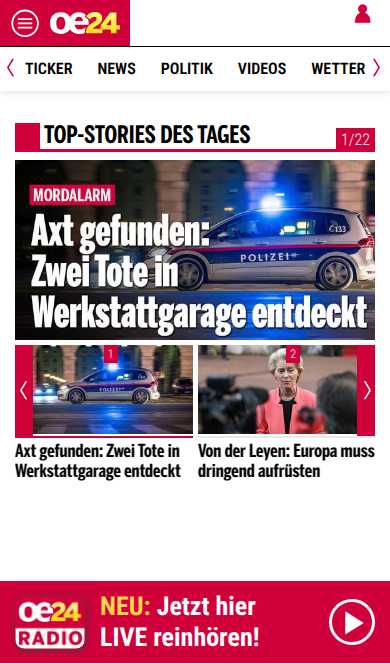 oe24
TICKER NEWS POLITIK VIDEOS WETTER
TOP-STORIES DES TAGES
1/22
MORDALARM
Axt gefunden:
Zwei Tote in
Werkstattgarage entdeckt
POLIZEI
133
1
2
Axt gefunden: Zwei Tote in
Werkstattgarage entdeckt
Von der Leyen: Europa muss
dringend aufrüsten
oe24
RADIO
NEU: Jetzt hier
LIVE reinhören!